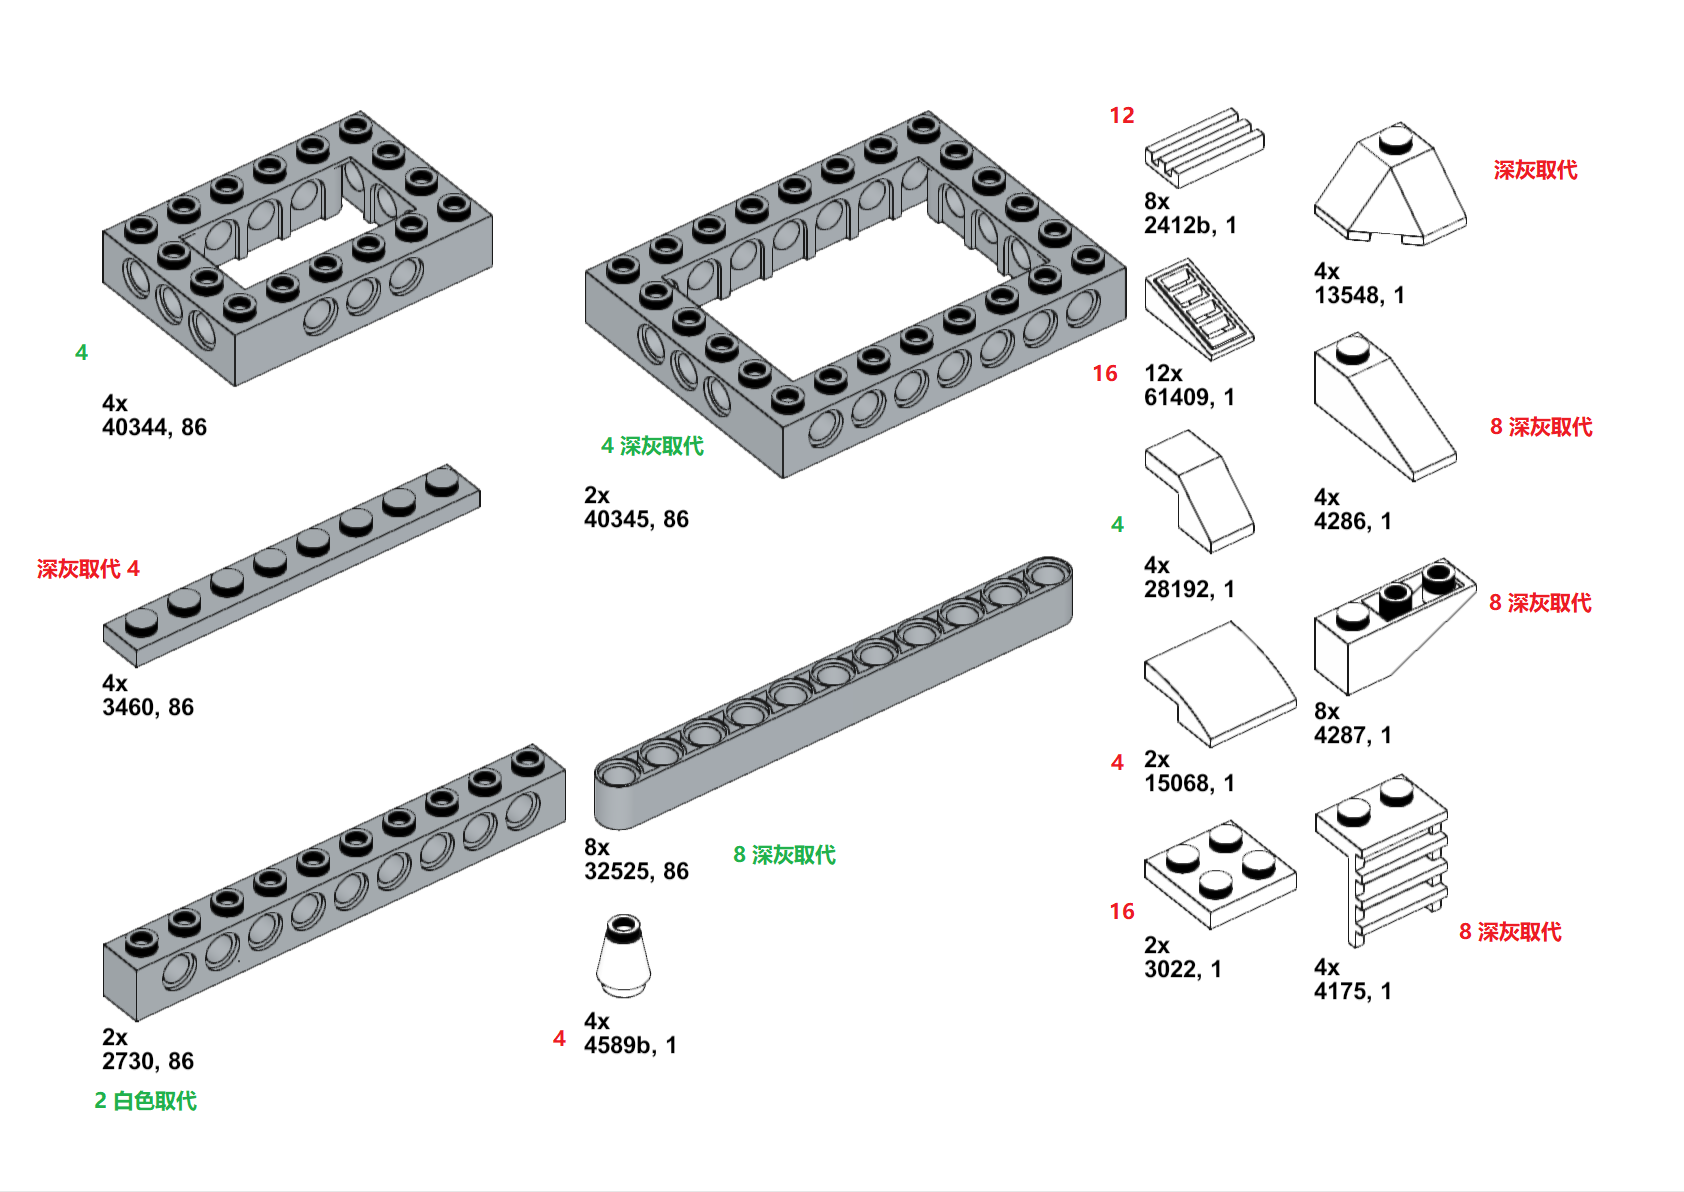 4
4x
40344, 86
深灰取代 4
4x
3460, 86
2x
2730, 86
2 白色取代
4 深灰取代
2x
40345, 86
8x
32525, 86
8 深灰取代
4
4x
4589b, 1
12
8x
2412b, 1
16
12x
61409, 1
4
4x
28192, 1
4
2x
15068, 1
16
2x
3022, 1
深灰取代
4x
13548, 1
8 深灰取代
4x
4286, 1
8 深灰取代
8x
4287, 1
8 深灰取代
4x
4175, 1